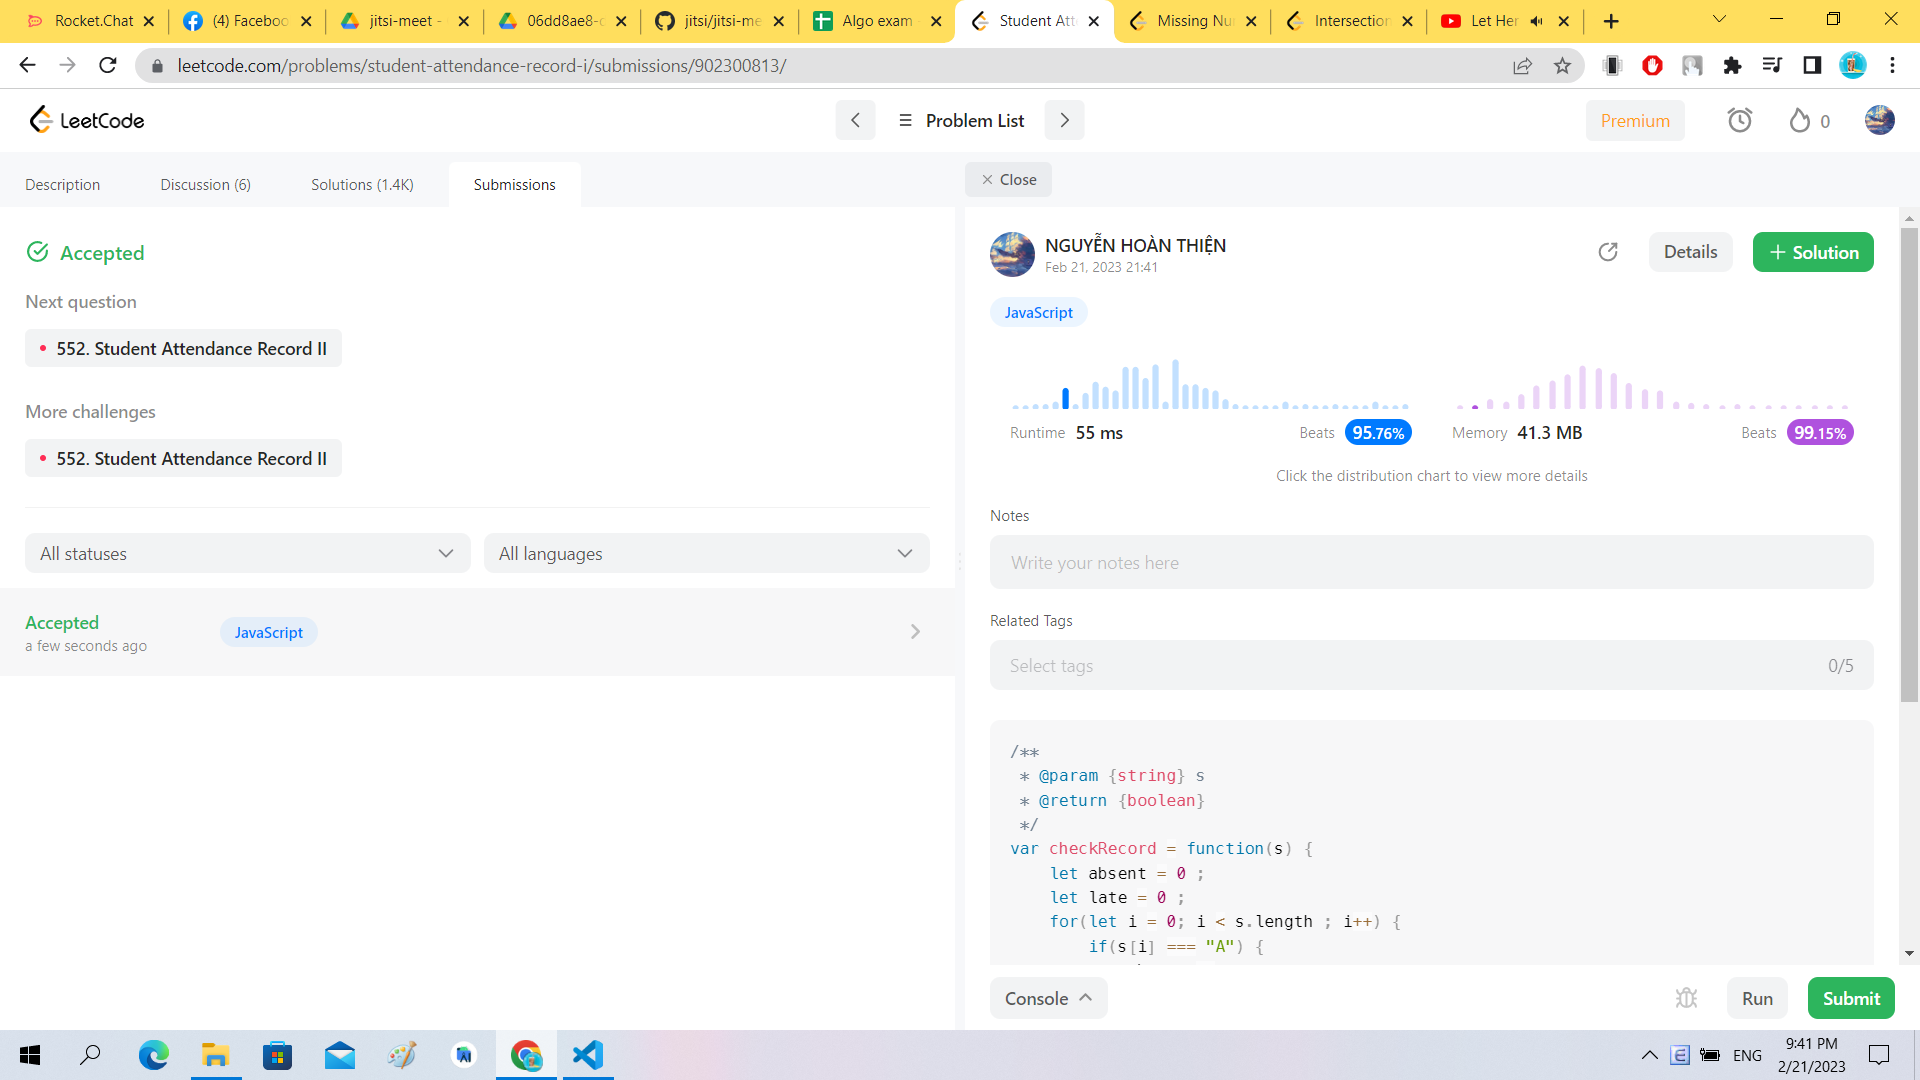 Rocket.Chat
(4) Faceboo
jitsi-meet -
06dd8ae8-c
jitsi/jitsi-me
Algo exam
Student Att
Missing Nu
Intersection
Let Her
leetcode.com/problems/student-attendance-record-i/submissions/902300813/
LeetCode
Problem List
Premium
0
Description
Discussion (6)
Solutions (1.4K)
Submissions
Close
Accepted
Next question
552. Student Attendance Record II
More challenges
552. Student Attendance Record II
All statuses
All languages
Accepted
a few seconds ago
JavaScript
NGUYỄN HOÀN THIỆN
Feb 21, 2023 21:41
Details
+ Solution
JavaScript
Runtime 55 ms
Beats 95.76%
Memory 41.3 MB
Beats 99.15%
Click the distribution chart to view more details
Notes
Write your notes here
Related Tags
Select tags
0/5
/**
 * @param {string} s
 * @return {boolean}
 */
var checkRecord = function(s) {
    let absent = 0 ;
    let late = 0 ;
    for(let i = 0; i < s.length ; i++) {
        if(s[i] === "A") {
Console
Run
Submit
ENG
9:41 PM
2/21/2023